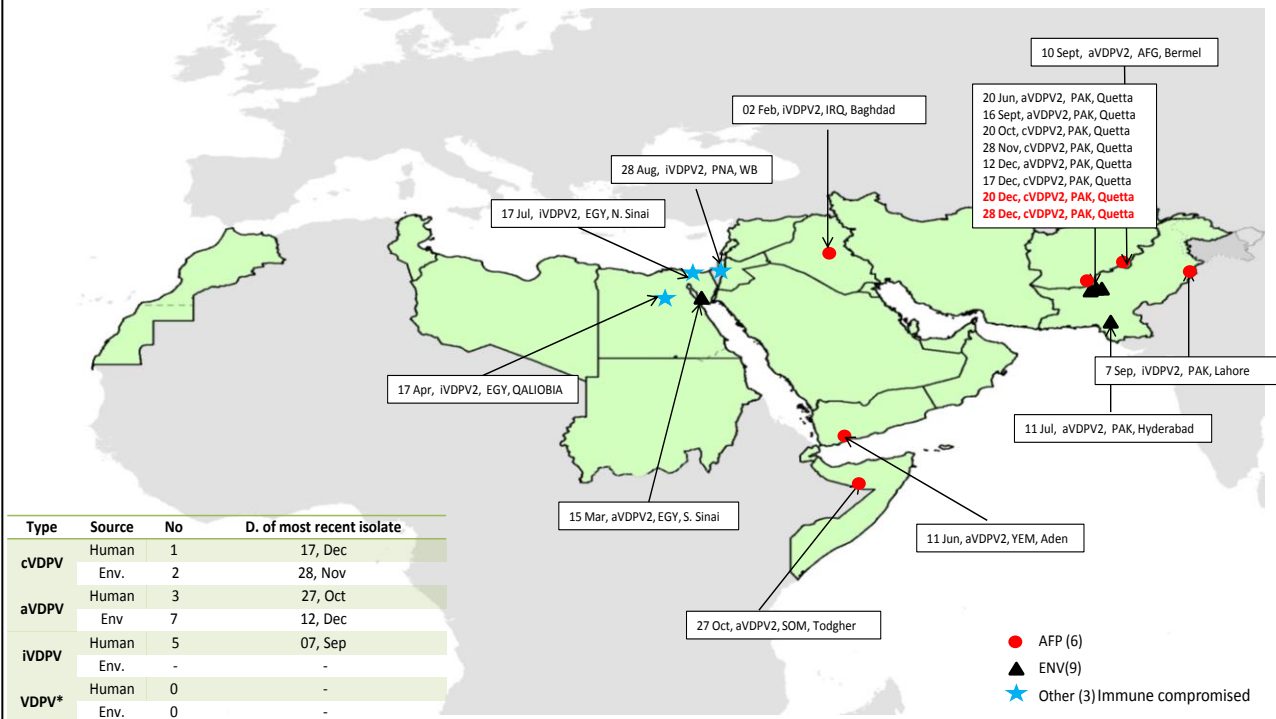 10 Sept, aVDPV2, AFG, Bermel
20 Jun, aVDPV2, PAK, Quetta
16 Sept, aVDPV2, PAK, Quetta
20 Oct, cVDPV2, PAK, Quetta
28 Nov, cVDPV2, PAK, Quetta
12 Dec, aVDPV2, PAK, Quetta
17 Dec, cVDPV2, PAK, Quetta
20 Dec, cVDPV2, PAK, Quetta
28 Dec, cVDPV2, PAK, Quetta
02 Feb, iVDPV2, IRQ, Baghdad
28 Aug, iVDPV2, PNA, WB
17 Jul, iVDPV2, EGY, N. Sinai
17 Apr, iVDPV2, EGY, QALIOBIA
7 Sep, iVDPV2, PAK, Lahore
11 Jul, aVDPV2, PAK, Hyderabad
15 Mar, aVDPV2, EGY, S. Sinai
11 Jun, aVDPV2, YEM, Aden
27 Oct, aVDPV2, SOM, Todgher
Type Source No D. of most recent isolate
cVDPV Human 1 17, Dec
Env. 2 28, Nov
aVDPV Human 3 27, Oct
Env 7 12, Dec
iVDPV Human 5 07, Sep
Env. - -
VDPV* Human 0 -
Env. 0 -
AFP (6)
ENV(9)
Other (3) Immune compromised